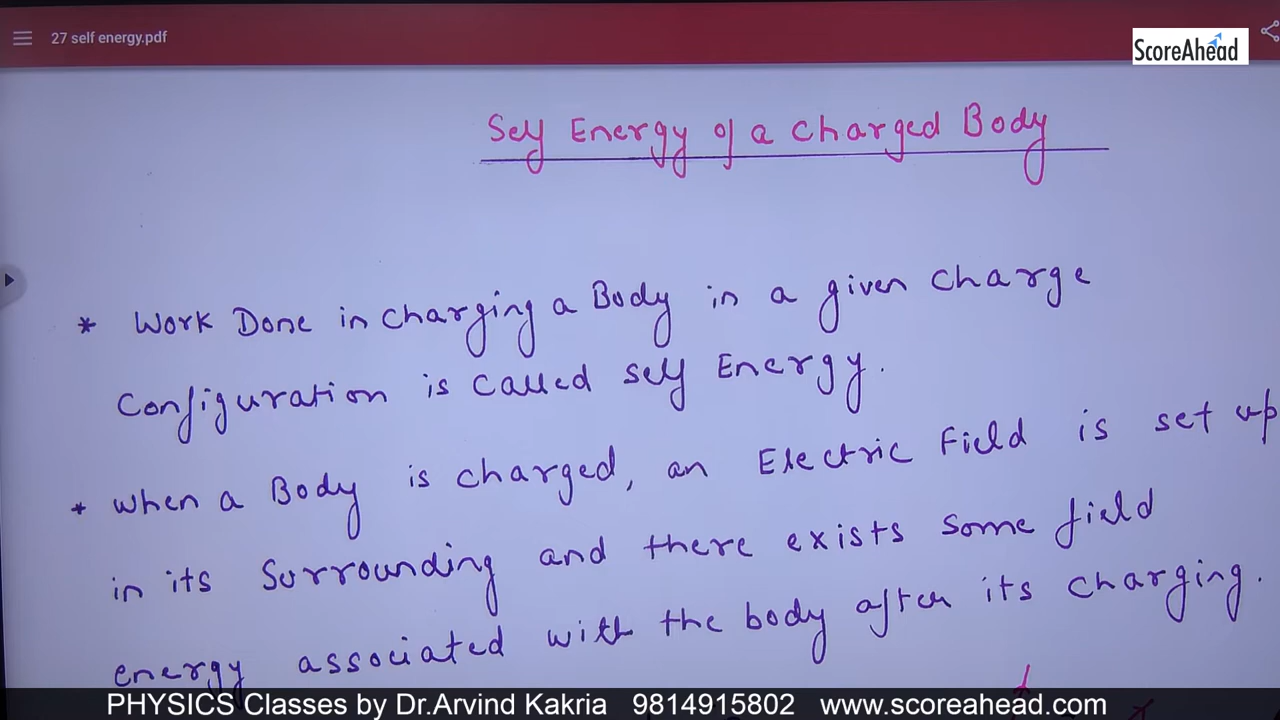 27 self energy.pdf
ScoreAhead
Self Energy of a Charged Body
* Work Done in charging a Body in a given charge
Configuration is called self Energy.
* When a Body is charged, an Electric Field is set up
in its surrounding and there exists some field
energy associated with the body after its charging.
PHYSICS Classes by Dr.Arvind Kakria 9814915802 www.scoreahead.com